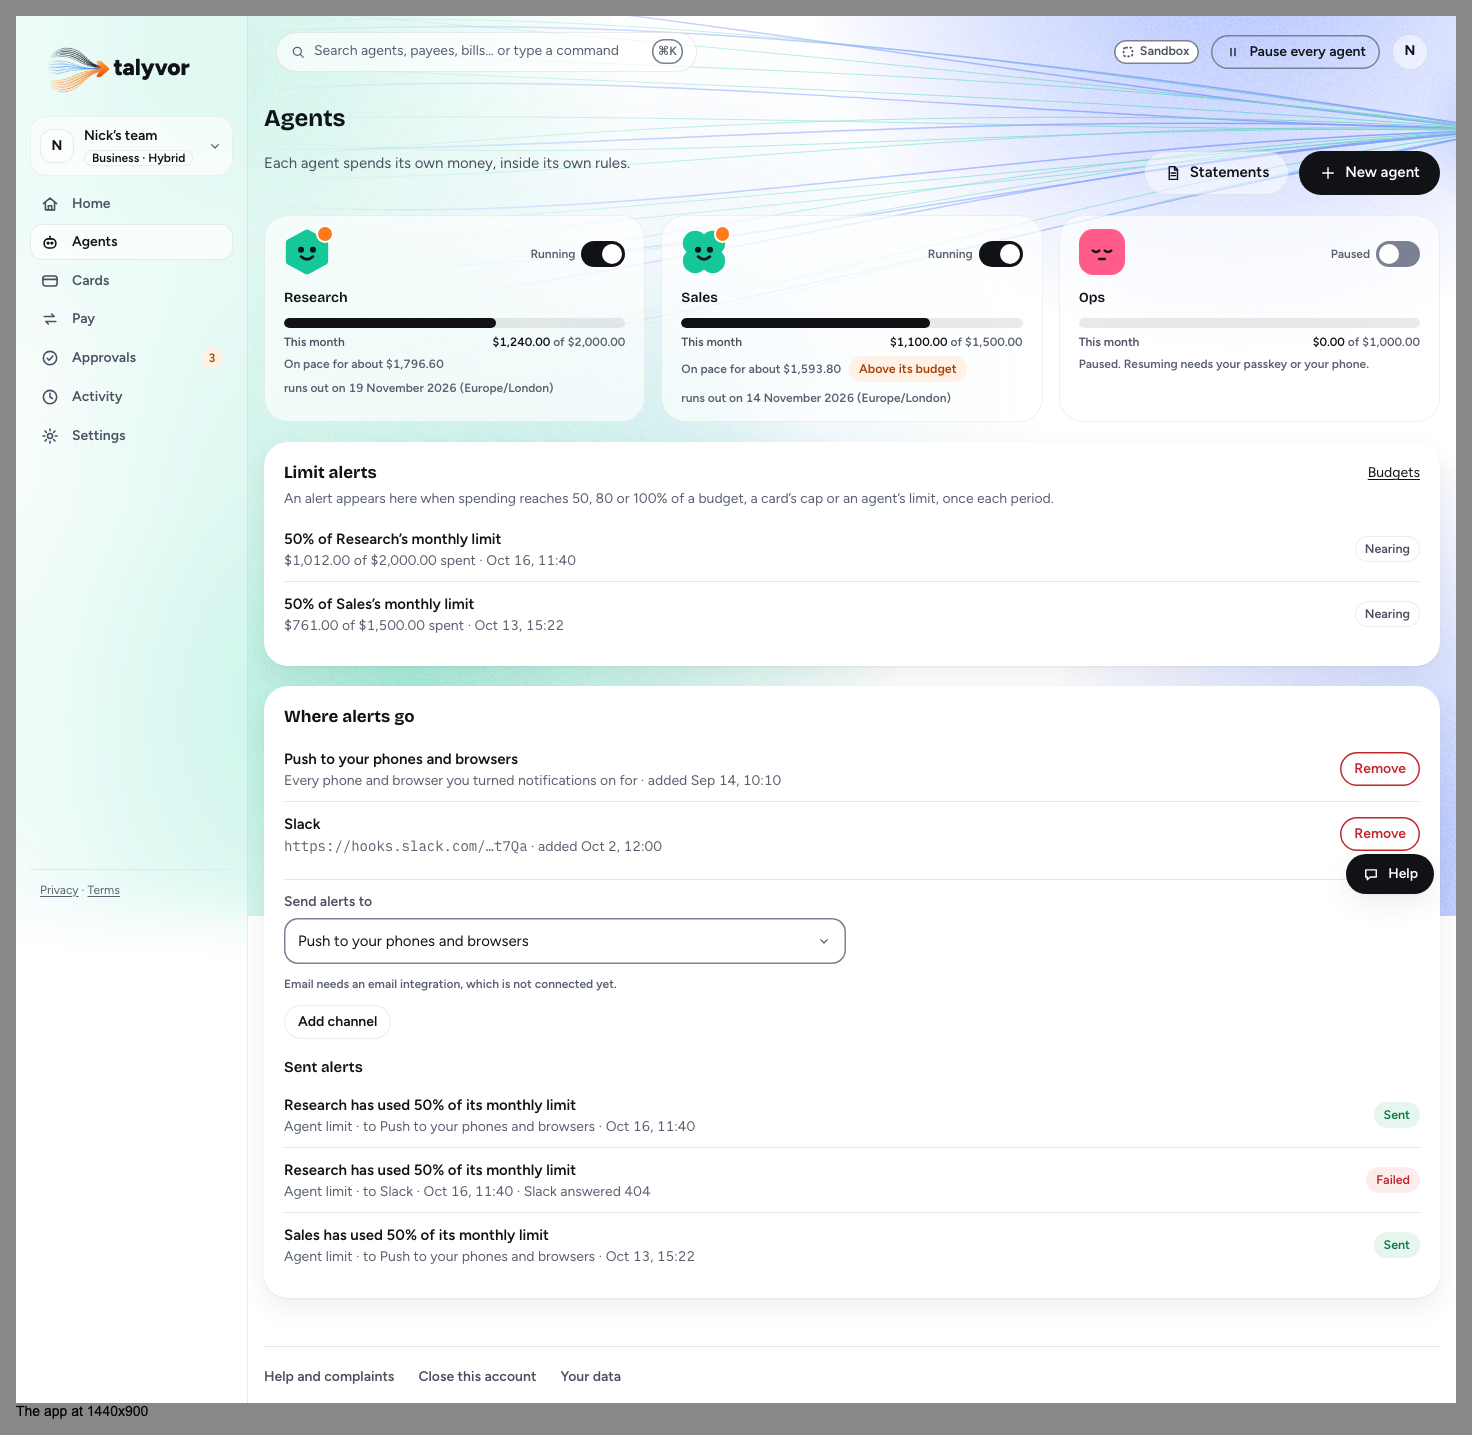 talyvor
Search agents, payees, bills... or type a command
⌘K
Sandbox
Pause every agent
N
N
Nick's team
Business · Hybrid
Home
Agents
Cards
Pay
Approvals
3
Activity
Settings
Privacy · Terms
Agents
Each agent spends its own money, inside its own rules.
Statements
New agent
Running
Research
This month
$1,240.00 of $2,000.00
On pace for about $1,796.60
runs out on 19 November 2026 (Europe/London)
Running
Sales
This month
$1,100.00 of $1,500.00
On pace for about $1,593.80
Above its budget
runs out on 14 November 2026 (Europe/London)
Paused
Ops
This month
$0.00 of $1,000.00
Paused. Resuming needs your passkey or your phone.
Limit alerts
Budgets
An alert appears here when spending reaches 50, 80 or 100% of a budget, a card's cap or an agent's limit, once each period.
50% of Research's monthly limit
$1,012.00 of $2,000.00 spent · Oct 16, 11:40
Nearing
50% of Sales's monthly limit
$761.00 of $1,500.00 spent · Oct 13, 15:22
Nearing
Where alerts go
Push to your phones and browsers
Every phone and browser you turned notifications on for · added Sep 14, 10:10
Remove
Slack
https://hooks.slack.com/…t7Qa · added Oct 2, 12:00
Remove
Help
Send alerts to
Push to your phones and browsers
Email needs an email integration, which is not connected yet.
Add channel
Sent alerts
Research has used 50% of its monthly limit
Agent limit · to Push to your phones and browsers · Oct 16, 11:40
Sent
Research has used 50% of its monthly limit
Agent limit · to Slack · Oct 16, 11:40 · Slack answered 404
Failed
Sales has used 50% of its monthly limit
Agent limit · to Push to your phones and browsers · Oct 13, 15:22
Sent
Help and complaints
Close this account
Your data
The app at 1440x900